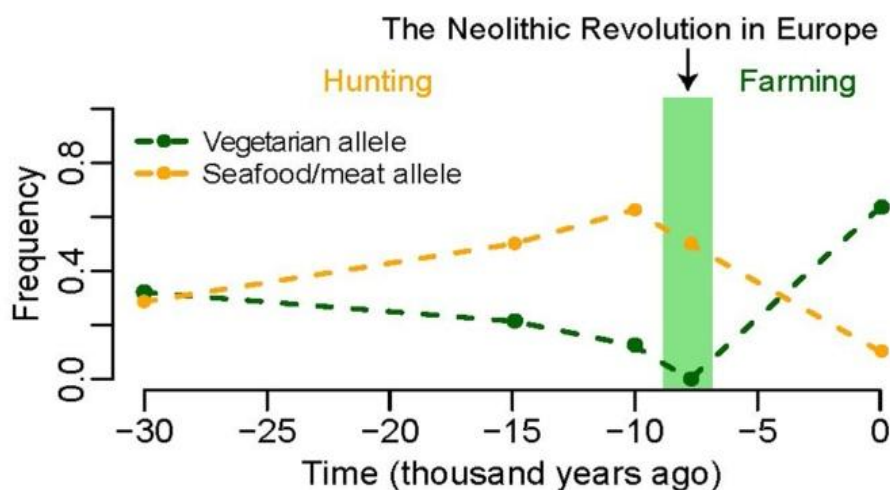 The Neolithic Revolution in Europe
Hunting
Farming
Vegetarian allele
Seafood/meat allele
Frequency
0.8
0.4
0.0
−30 −25 −20 −15 −10 −5 0
Time (thousand years ago)